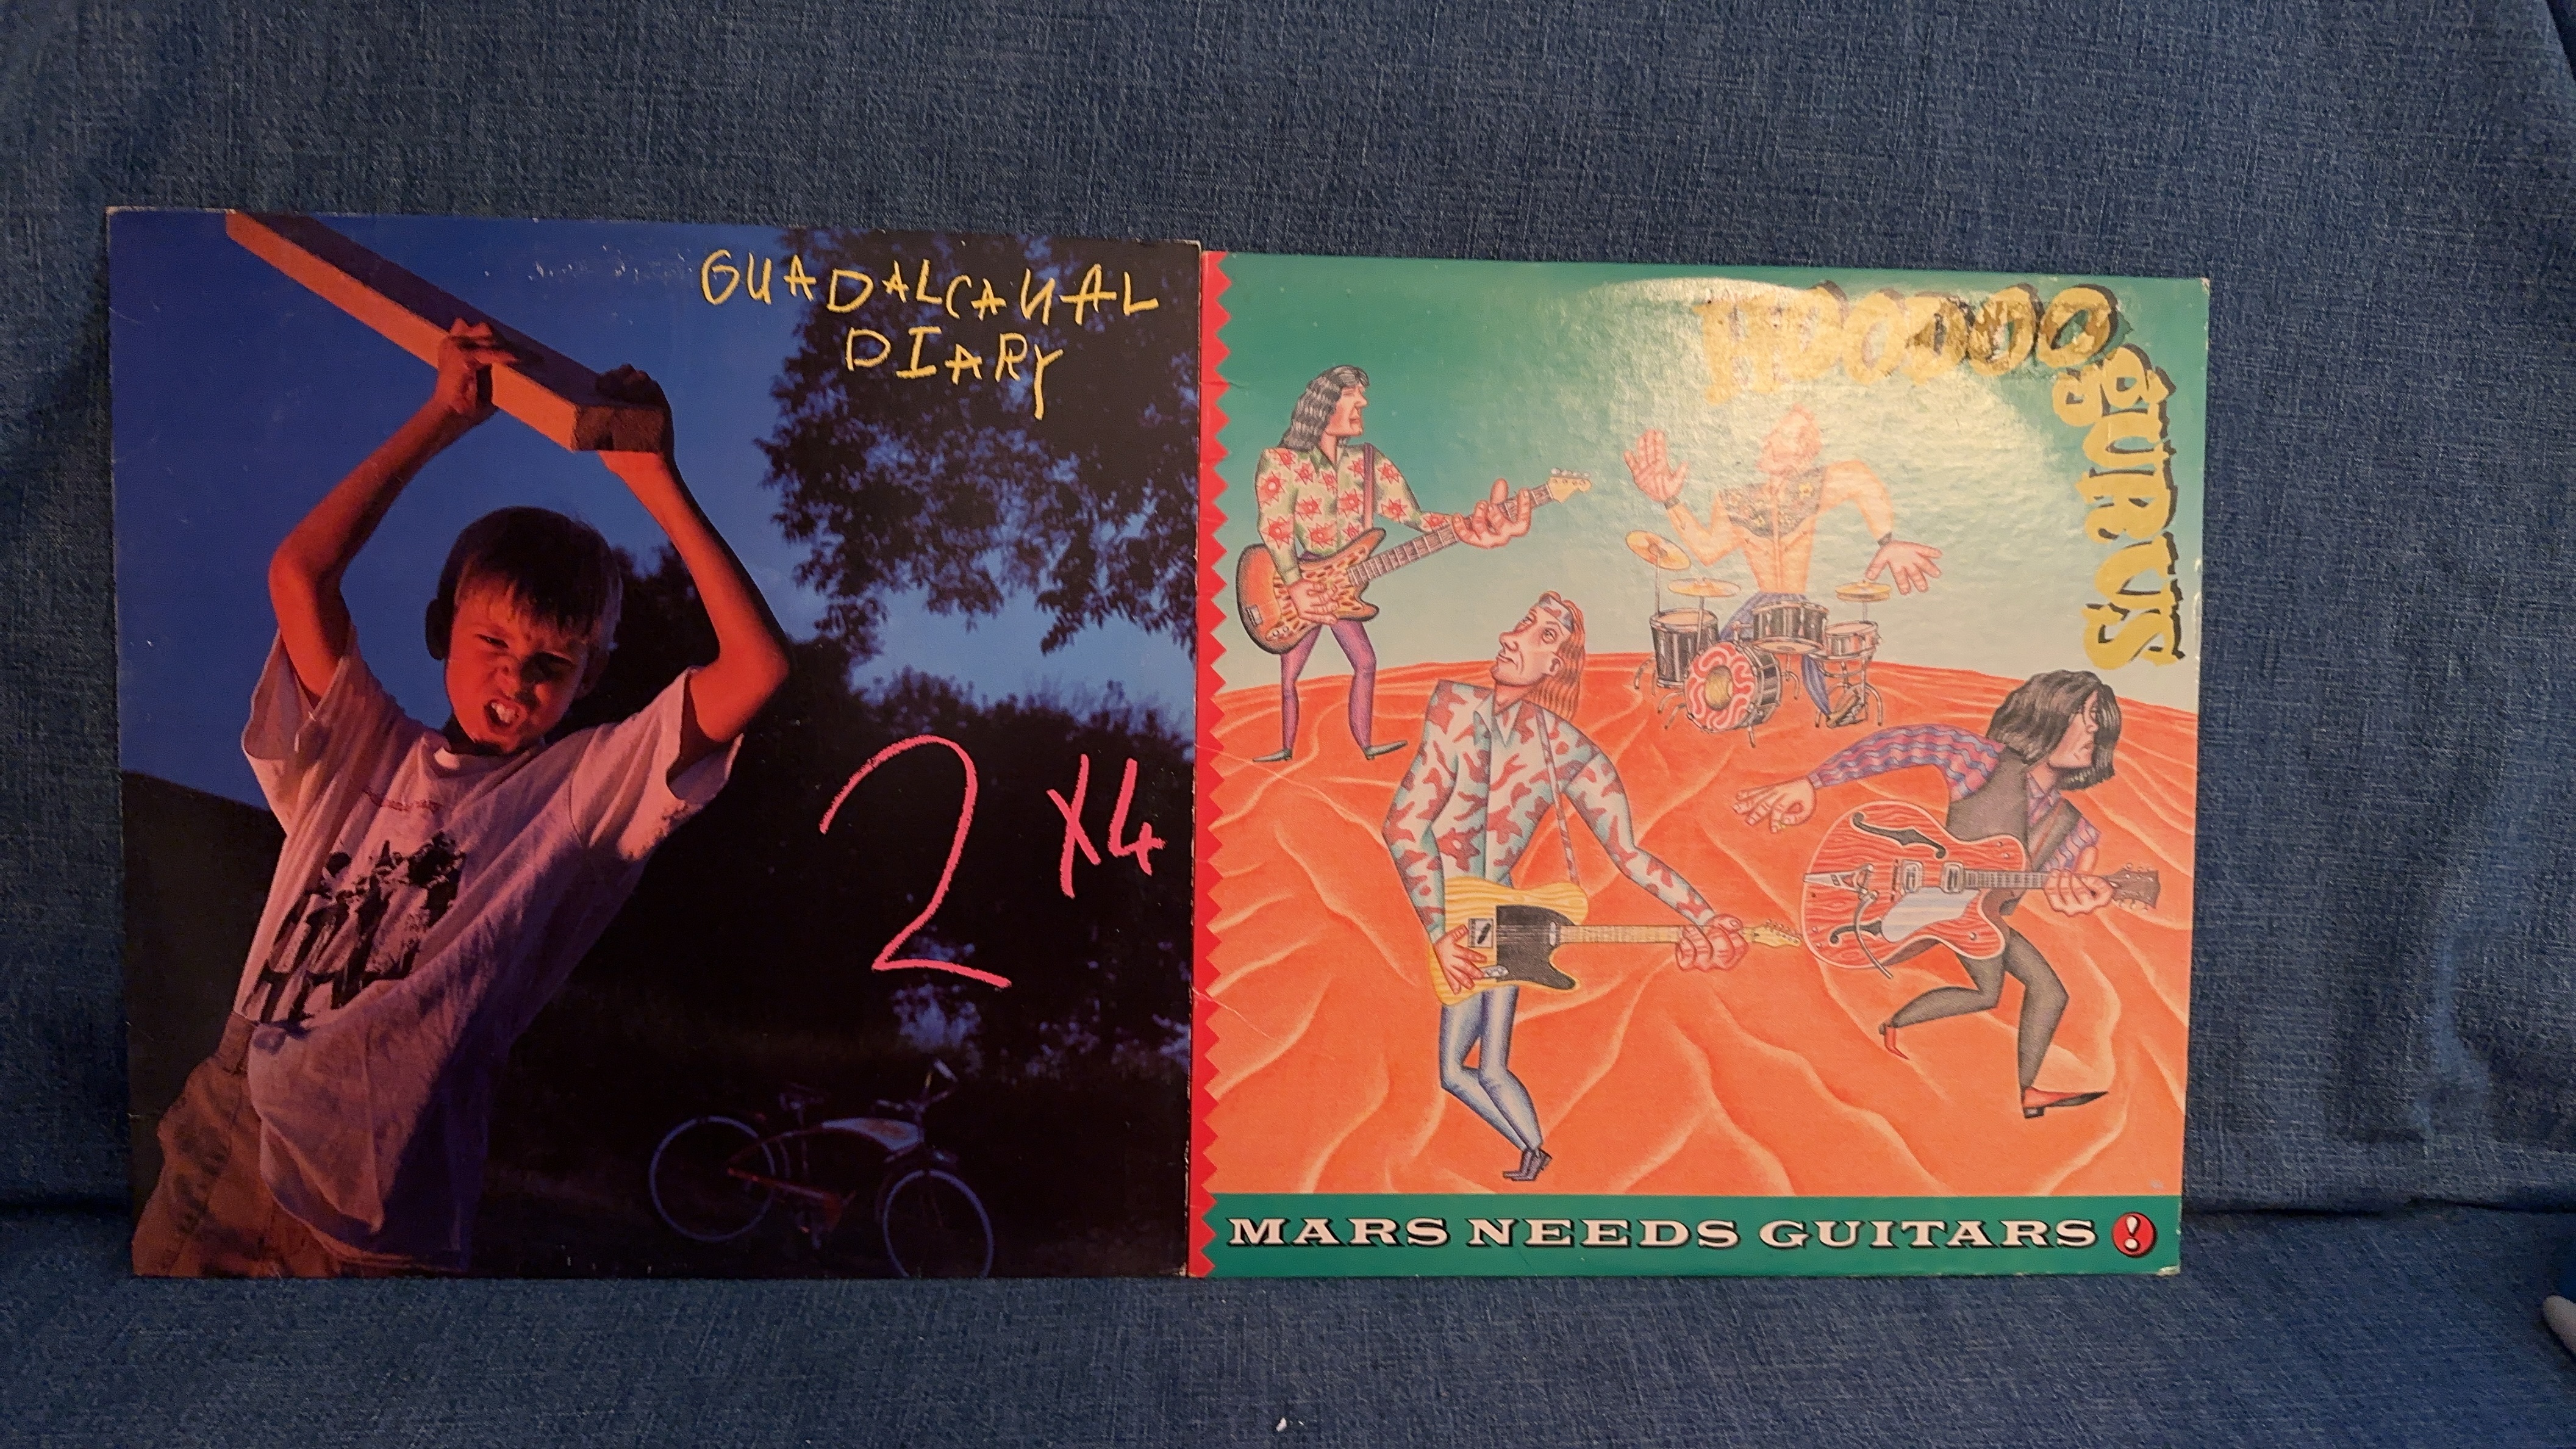 GUADALCANAL
DIARY
2 x4
HOODOO
GURUS
MARS NEEDS GUITARS!